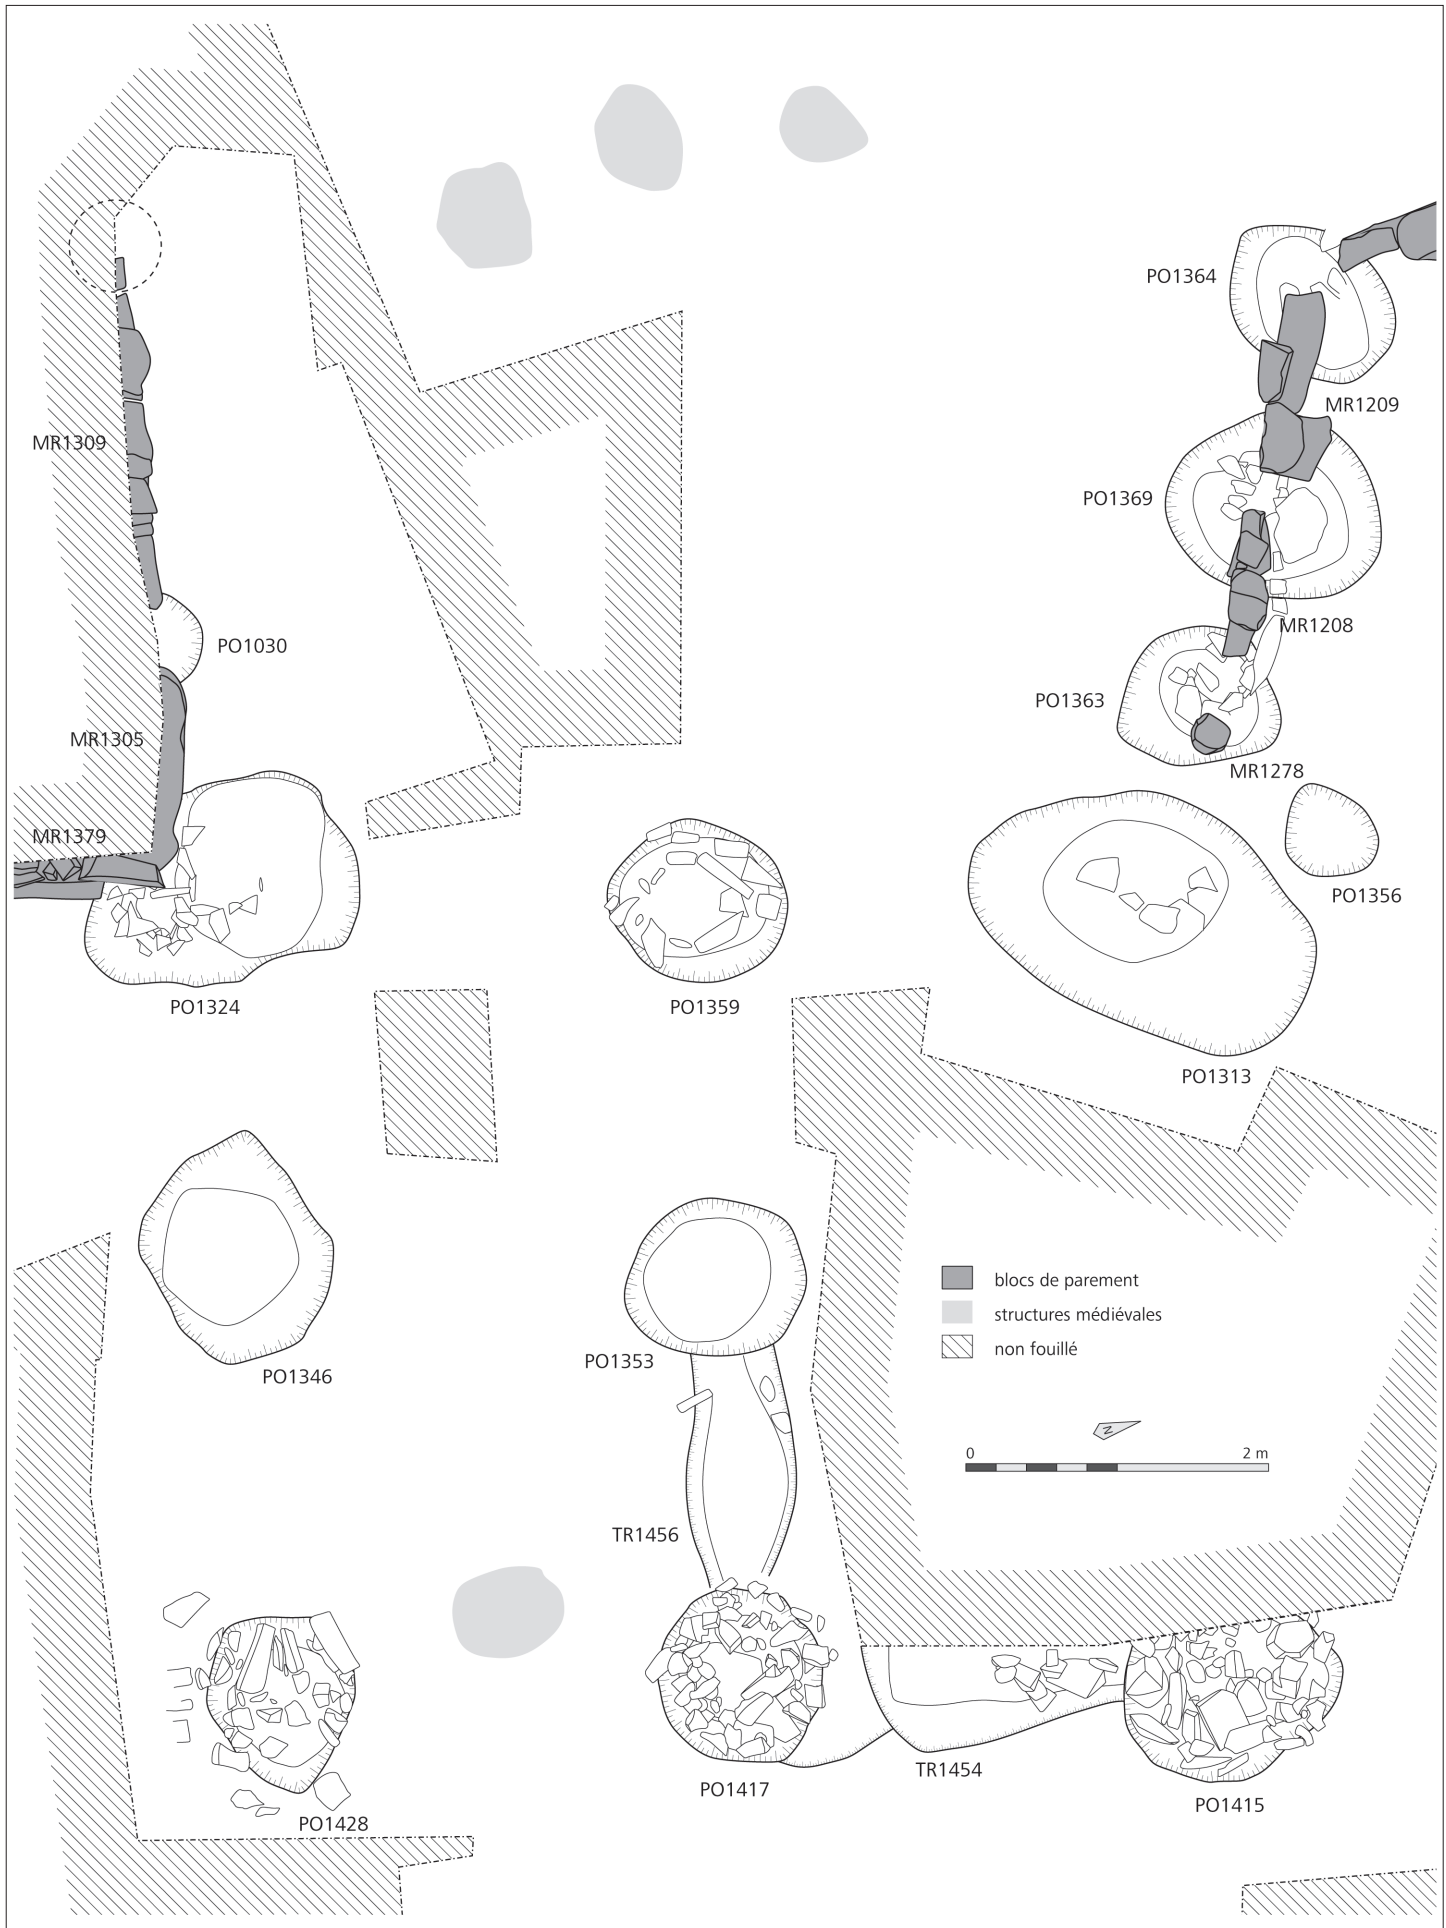 PO1364
MR1209
MR1309
PO1369
MR1208
PO1030
PO1363
MR1305
MR1278
MR1379
PO1356
PO1324
PO1359
PO1313
blocs de parement
structures médiévales
non fouillé
PO1353
PO1346
N
0 2 m
TR1456
TR1454
PO1417
PO1415
PO1428